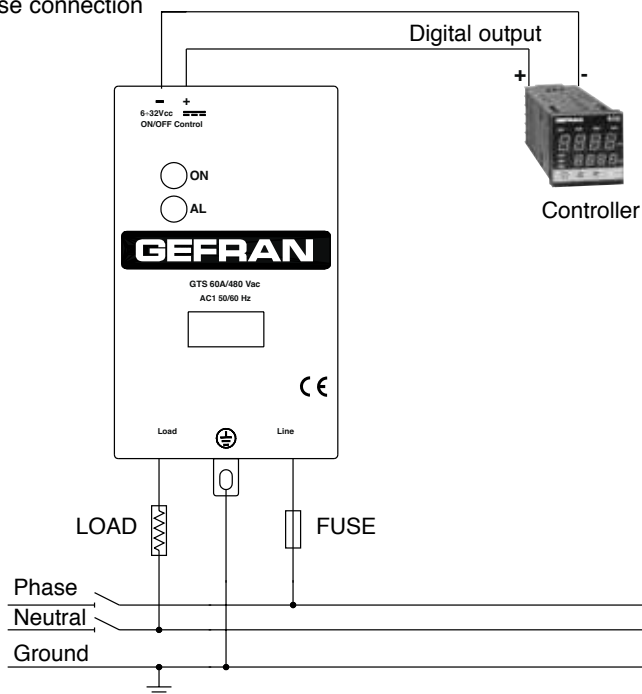 se connection
Digital output
+ -
- +
6÷32Vcc
ON/OFF Control
ON
AL
GEFRAN
GTS 60A/480 Vac
AC1 50/60 Hz
GEFRAN
Controller
CE
Load
Line
LOAD
FUSE
Phase
Neutral
Ground